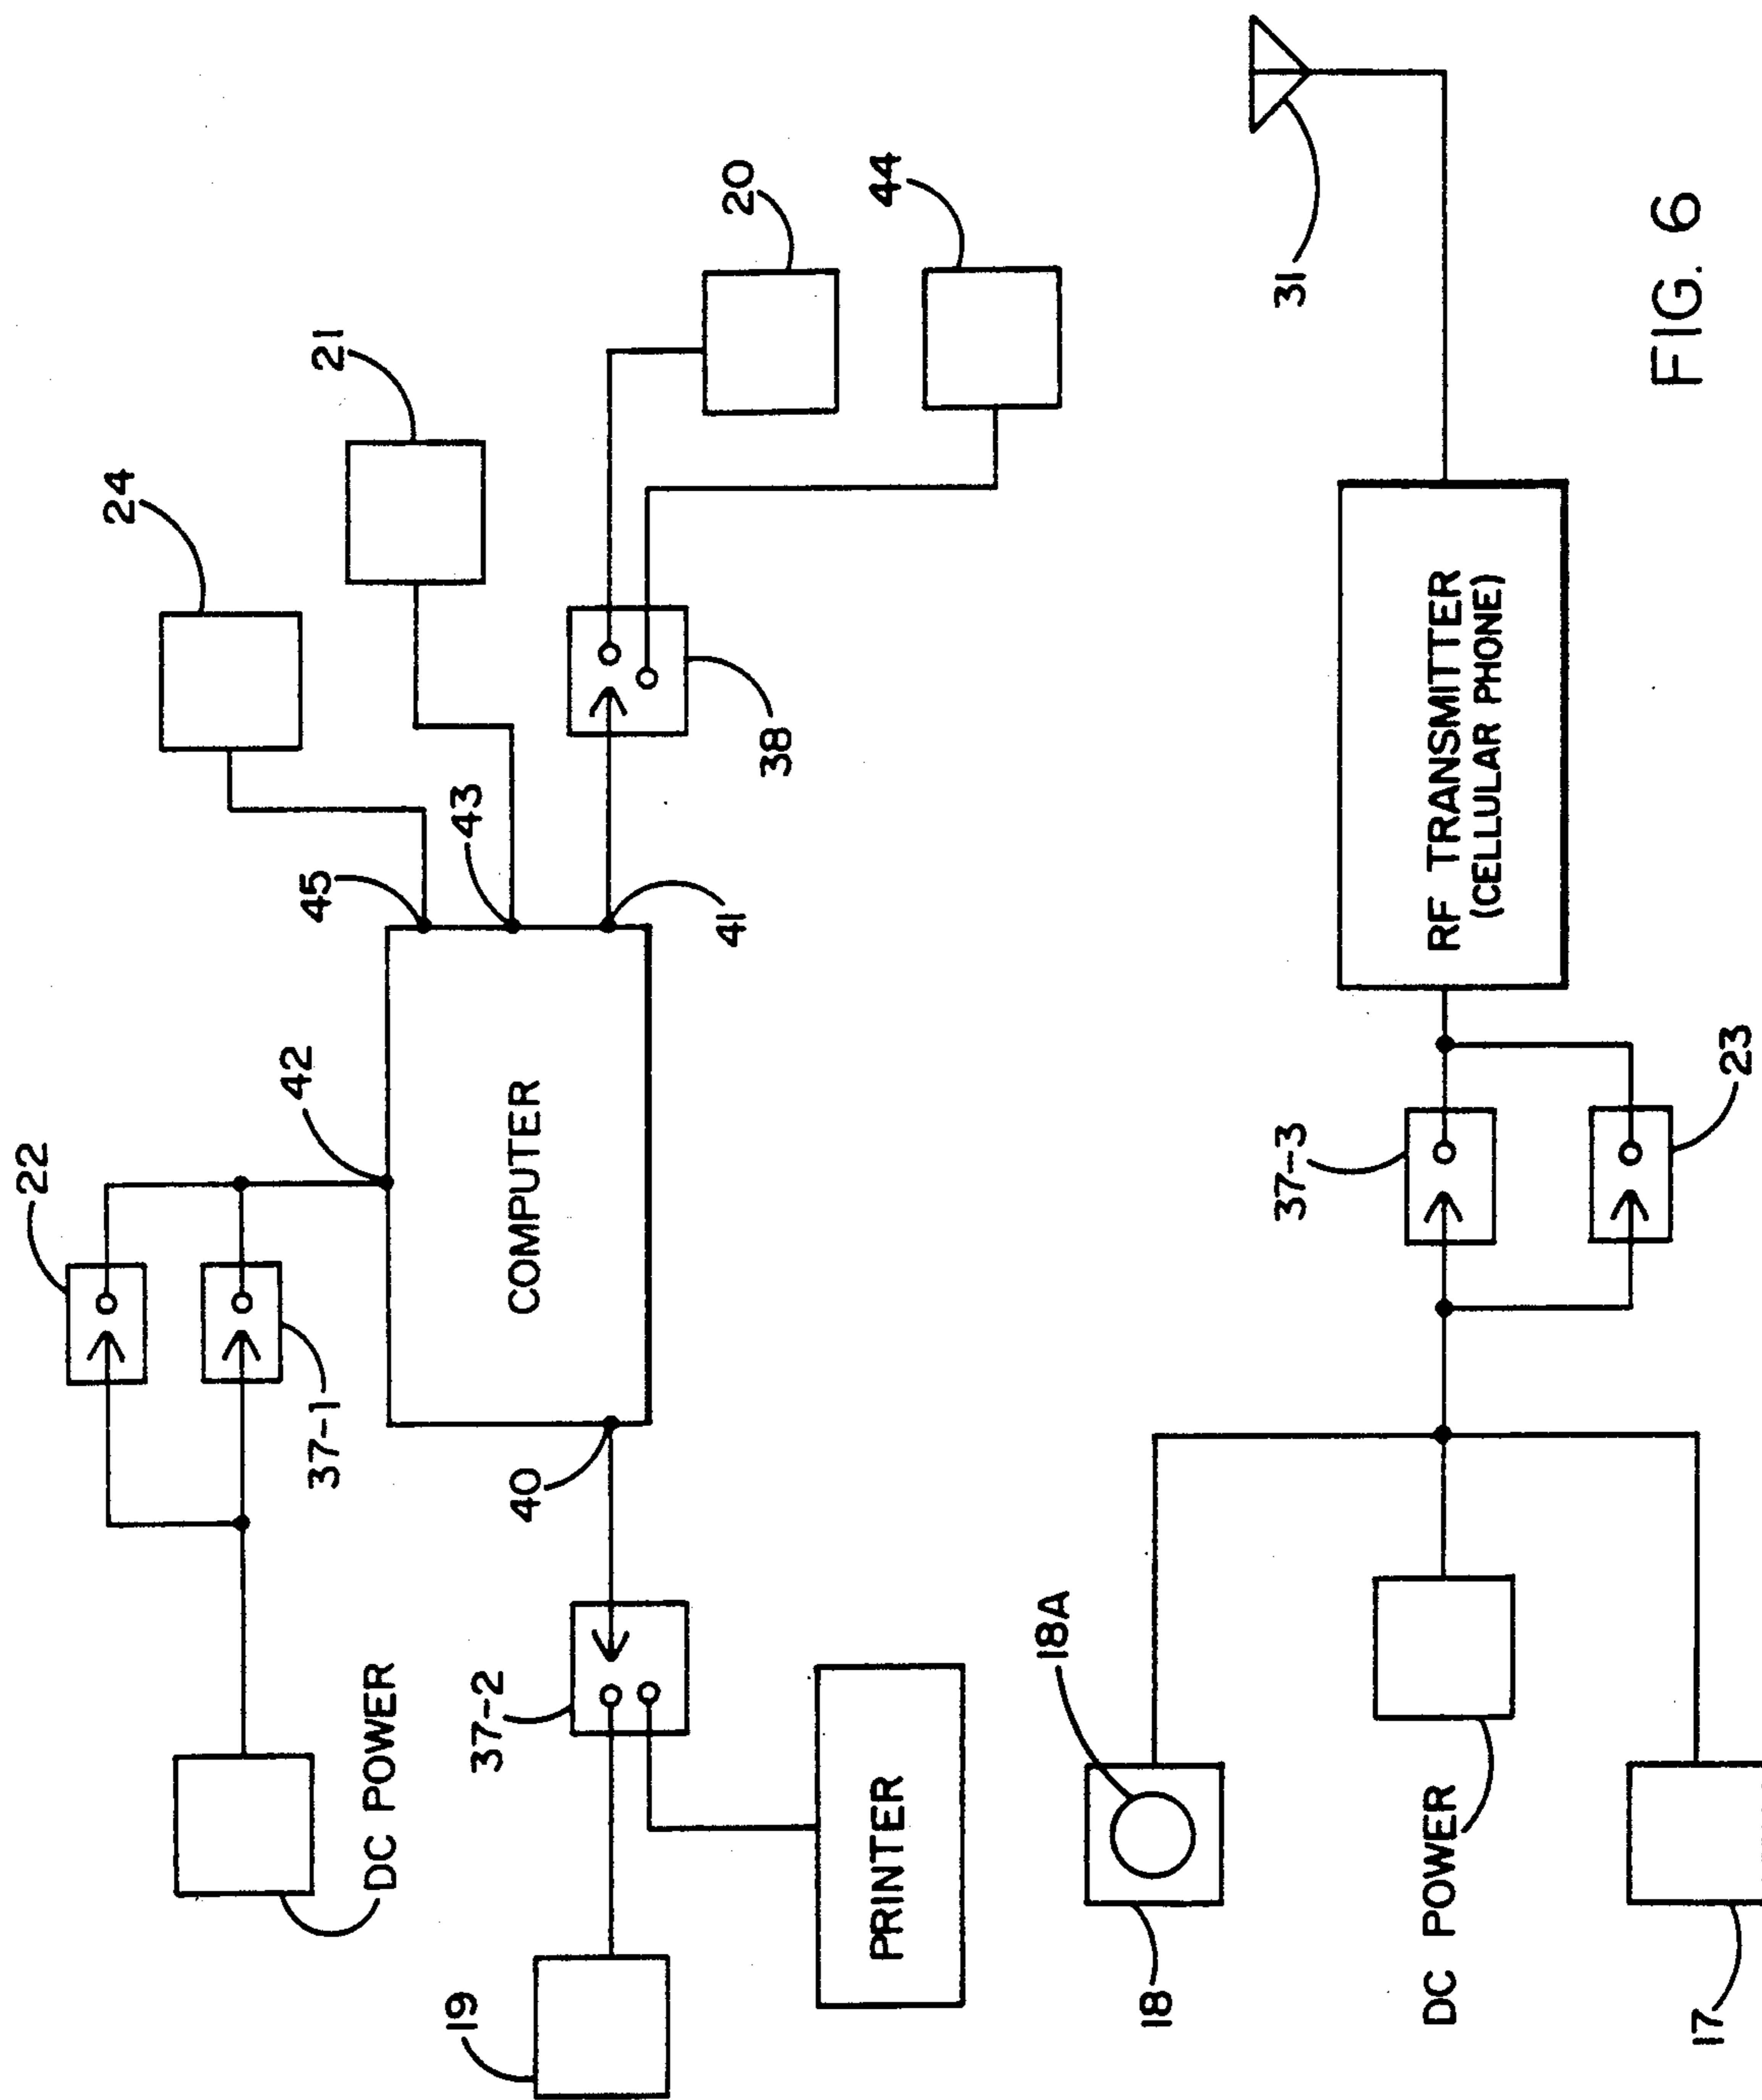 22
24
21
DC POWER
37-1
42
45
43
20
COMPUTER
19
37-2
40
41
38
44
PRINTER
18A
18
37-3
31
RF TRANSMITTER
(CELLULAR PHONE)
DC POWER
17
23
FIG. 6